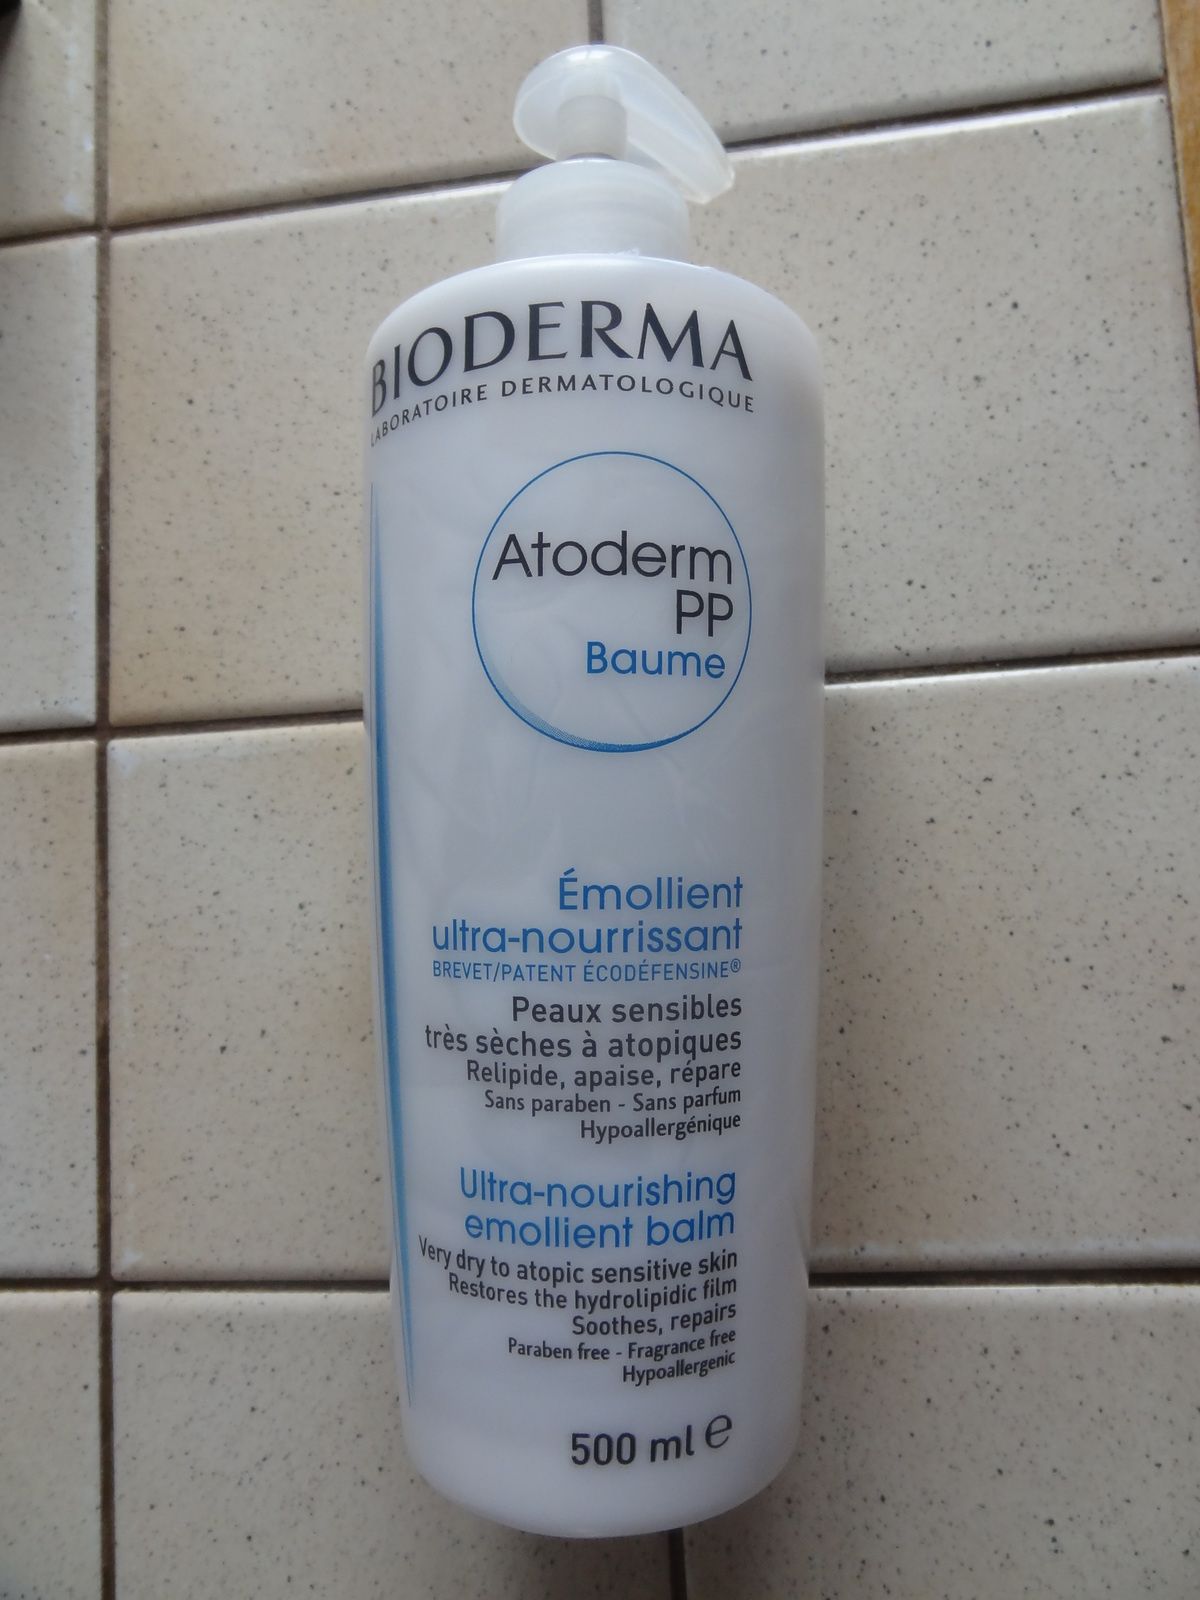 BIODERMA
LABORATOIRE DERMATOLOGIQUE
Atoderm
PP
Baume
Émollient
ultra-nourrissant
BREVET/PATENT ÉCODÉFENSINE®
Peaux sensibles
très sèches à atopiques
Relipide, apaise, répare
Sans paraben - Sans parfum
Hypoallergénique
Ultra-nourishing
emollient balm
Very dry to atopic sensitive skin
Restores the hydrolipidic film
Soothes, repairs
Paraben free - Fragrance free
Hypoallergenic
500 ml ℮